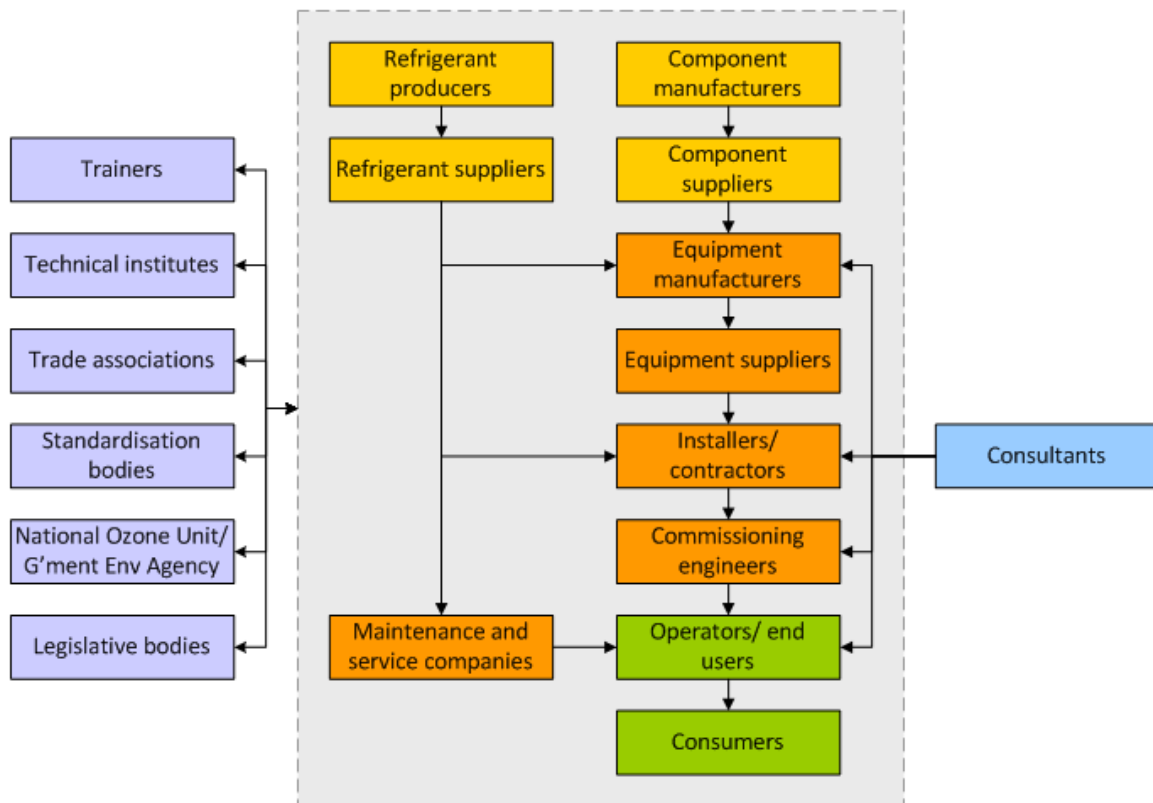 Refrigerant
producers
Component
manufacturers
Trainers
Refrigerant suppliers
Component
suppliers
Technical institutes
Equipment
manufacturers
Trade associations
Equipment suppliers
Standardisation
bodies
Installers/
contractors
Consultants
National Ozone Unit/
G’ment Env Agency
Commissioning
engineers
Legislative bodies
Maintenance and
service companies
Operators/ end
users
Consumers